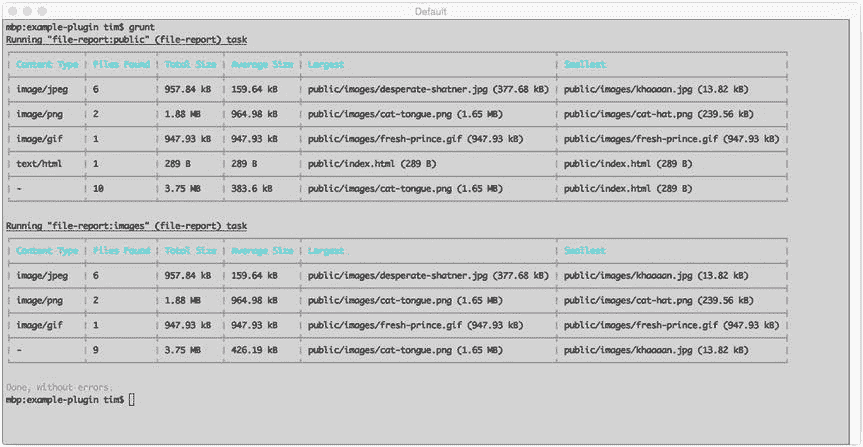 Default
mbp:example-plugin tim$ grunt
Running "file-report:public" (file-report) task
Content Type Files Found Total Size Average Size Largest Smallest
image/jpeg 6 957.84 kB 159.64 kB public/images/desperate-shatner.jpg (377.68 kB) public/images/khaaaan.jpg (13.82 kB)
image/png 2 1.88 MB 964.98 kB public/images/cat-tongue.png (1.65 MB) public/images/cat-hat.png (239.56 kB)
image/gif 1 947.93 kB 947.93 kB public/images/fresh-prince.gif (947.93 kB) public/images/fresh-prince.gif (947.93 kB)
text/html 1 289 B 289 B public/index.html (289 B) public/index.html (289 B)
- 10 3.75 MB 383.6 kB public/images/cat-tongue.png (1.65 MB) public/index.html (289 B)
Running "file-report:images" (file-report) task
Content Type Files Found Total Size Average Size Largest Smallest
image/jpeg 6 957.84 kB 159.64 kB public/images/desperate-shatner.jpg (377.68 kB) public/images/khaaaan.jpg (13.82 kB)
image/png 2 1.88 MB 964.98 kB public/images/cat-tongue.png (1.65 MB) public/images/cat-hat.png (239.56 kB)
image/gif 1 947.93 kB 947.93 kB public/images/fresh-prince.gif (947.93 kB) public/images/fresh-prince.gif (947.93 kB)
- 9 3.75 MB 426.19 kB public/images/cat-tongue.png (1.65 MB) public/images/khaaaan.jpg (13.82 kB)
Done, without errors.
mbp:example-plugin tim$